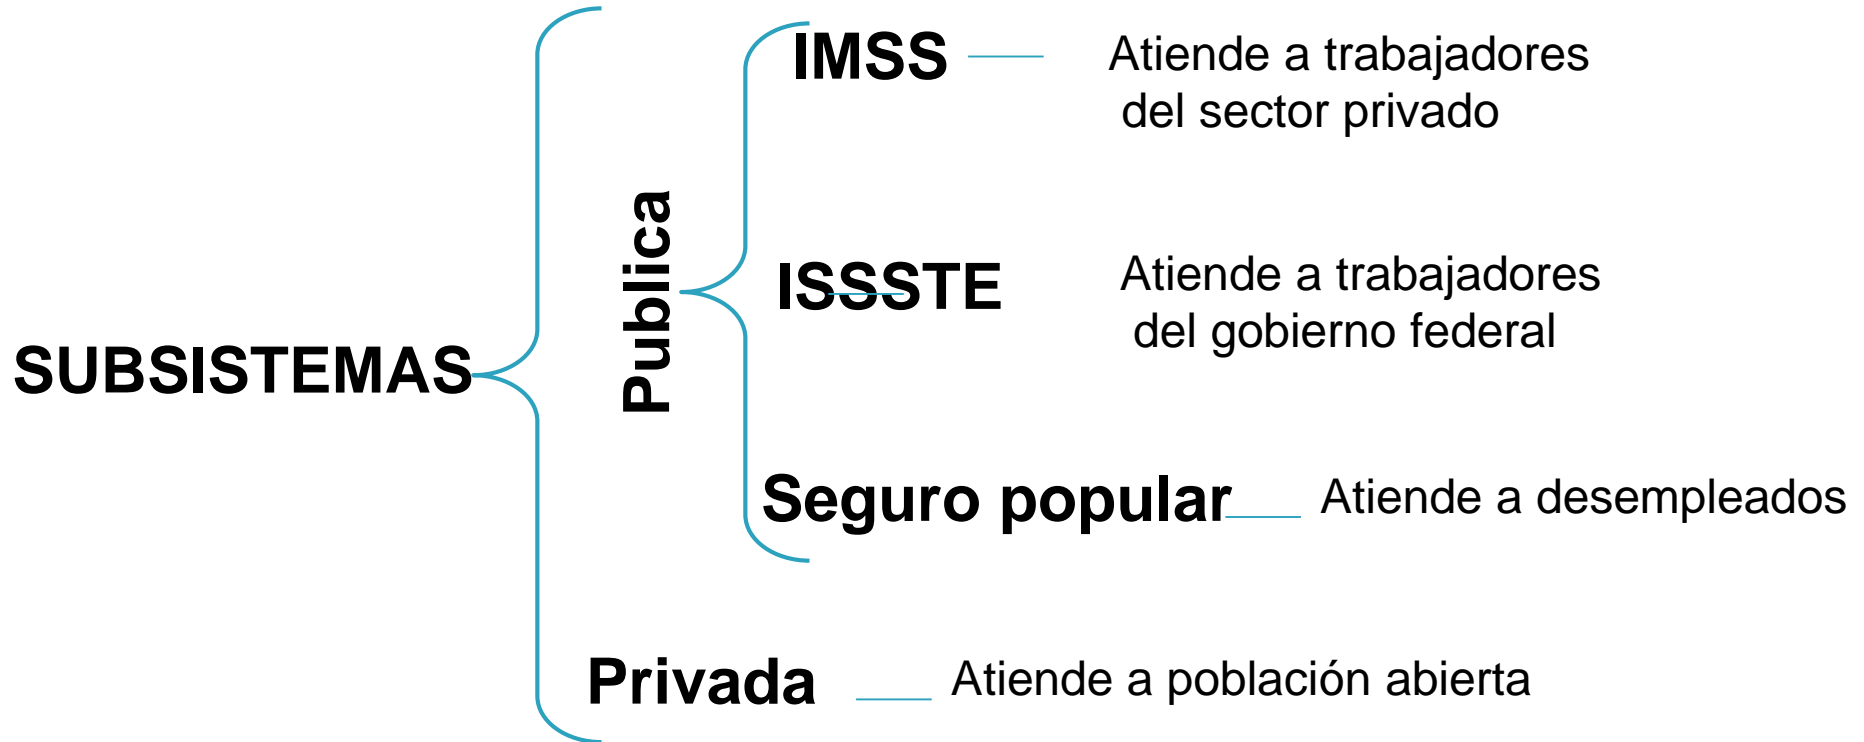 SUBSISTEMAS
Publica
IMSS
Atiende a trabajadores
del sector privado
ISSSTE
Atiende a trabajadores
del gobierno federal
Seguro popular
Atiende a desempleados
Privada
Atiende a población abierta